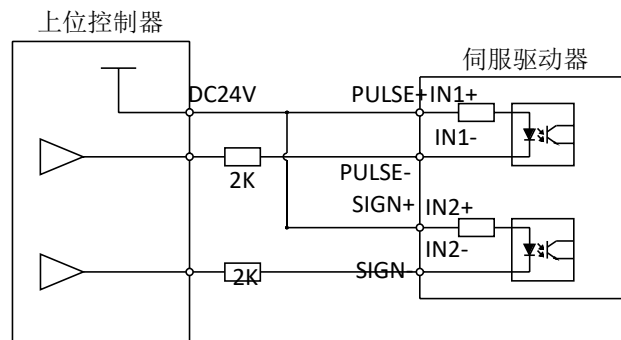 上位控制器
伺服驱动器
DC24V
PULSE+ IN1+
IN1-
2K
PULSE-
SIGN+ IN2+
IN2-
2K
SIGN-